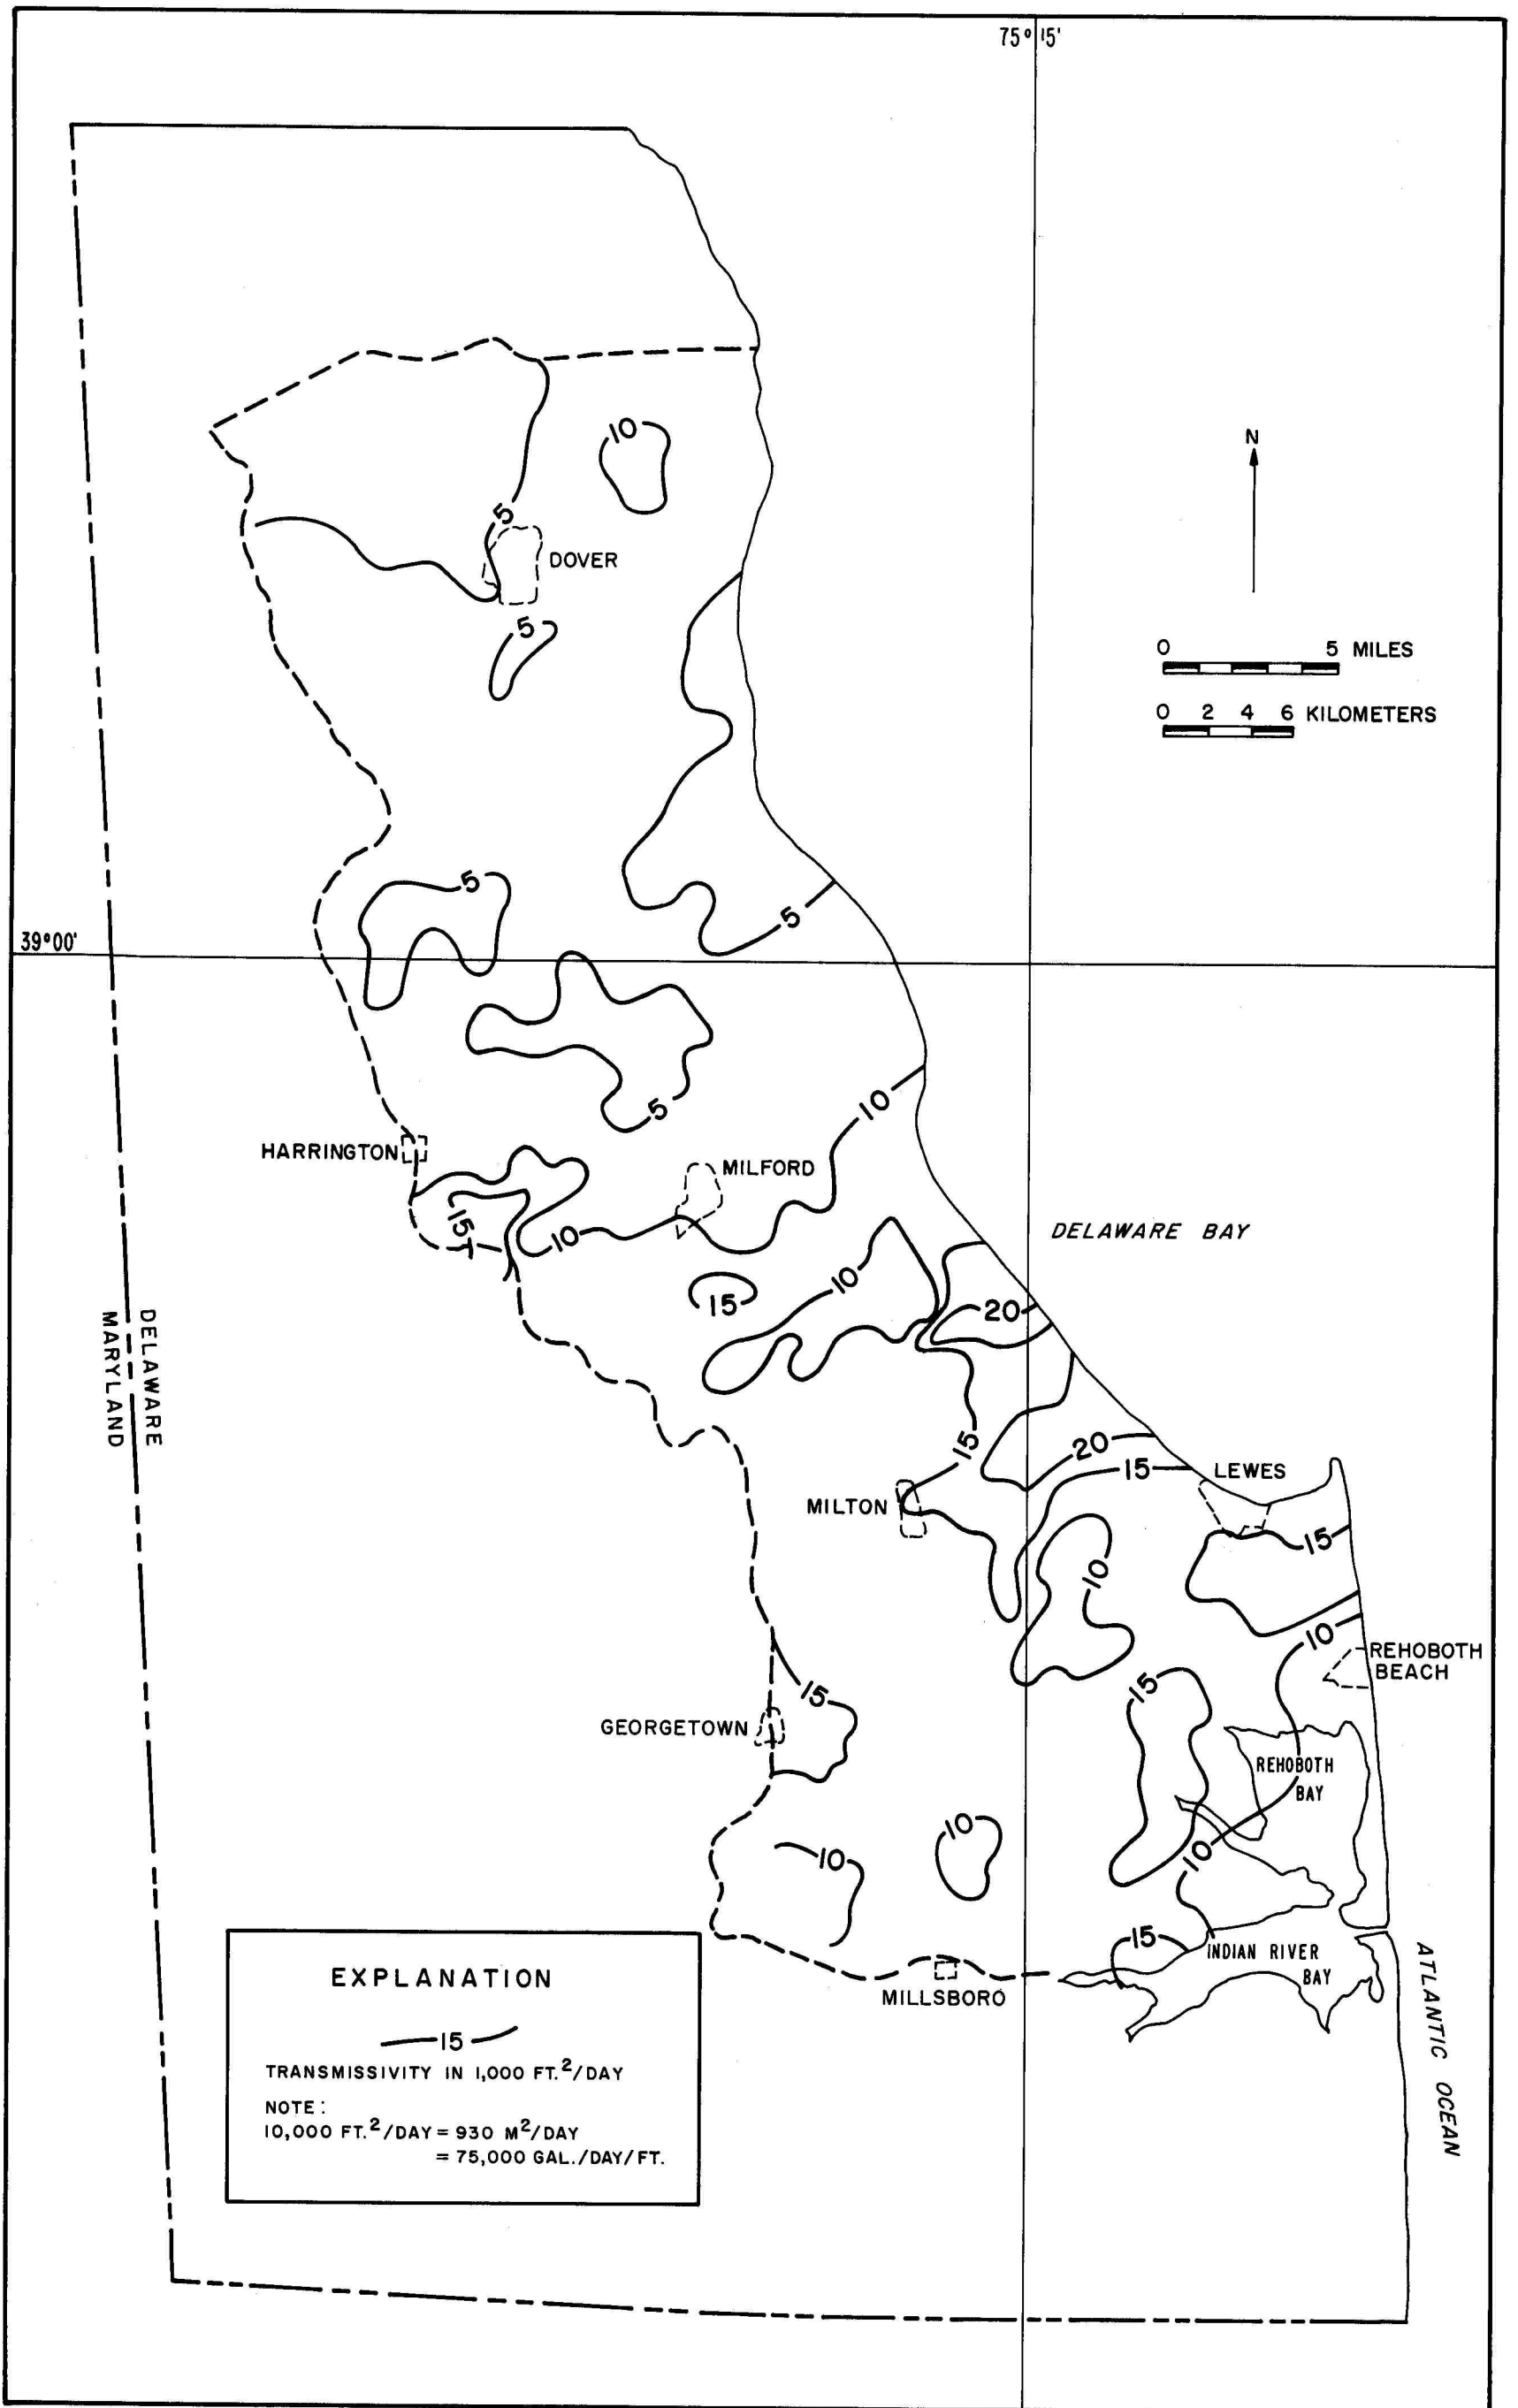 75° 15'
10
5
DOVER
5
N
0 5 MILES
0 2 4 6 KILOMETERS
5
5
39°00'
5
10
HARRINGTON
MILFORD
15
10
DELAWARE BAY
10
15
20
DELAWARE
MARYLAND
15
20
15
LEWES
MILTON
15
10
10
REHOBOTH
BEACH
15
15
GEORGETOWN
REHOBOTH
BAY
10
10
10
15
INDIAN RIVER
BAY
MILLSBORO
ATLANTIC OCEAN
EXPLANATION
15
TRANSMISSIVITY IN 1,000 FT.²/DAY
NOTE:
10,000 FT.²/DAY = 930 M²/DAY
= 75,000 GAL./DAY/FT.